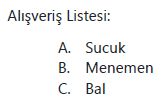 Alışveriş Listesi:
A. Sucuk
B. Menemen
C. Bal